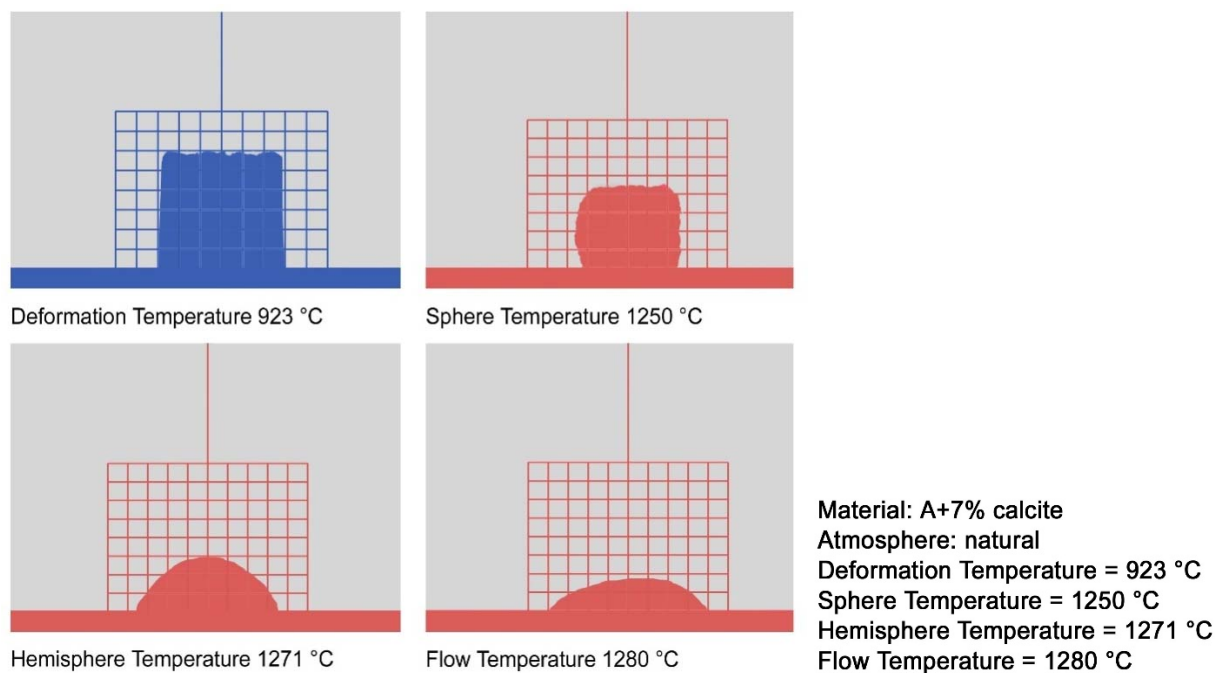 Deformation Temperature 923 °C
Sphere Temperature 1250 °C
Hemisphere Temperature 1271 °C
Flow Temperature 1280 °C
Material: A+7% calcite
Atmosphere: natural
Deformation Temperature = 923 °C
Sphere Temperature = 1250 °C
Hemisphere Temperature = 1271 °C
Flow Temperature = 1280 °C